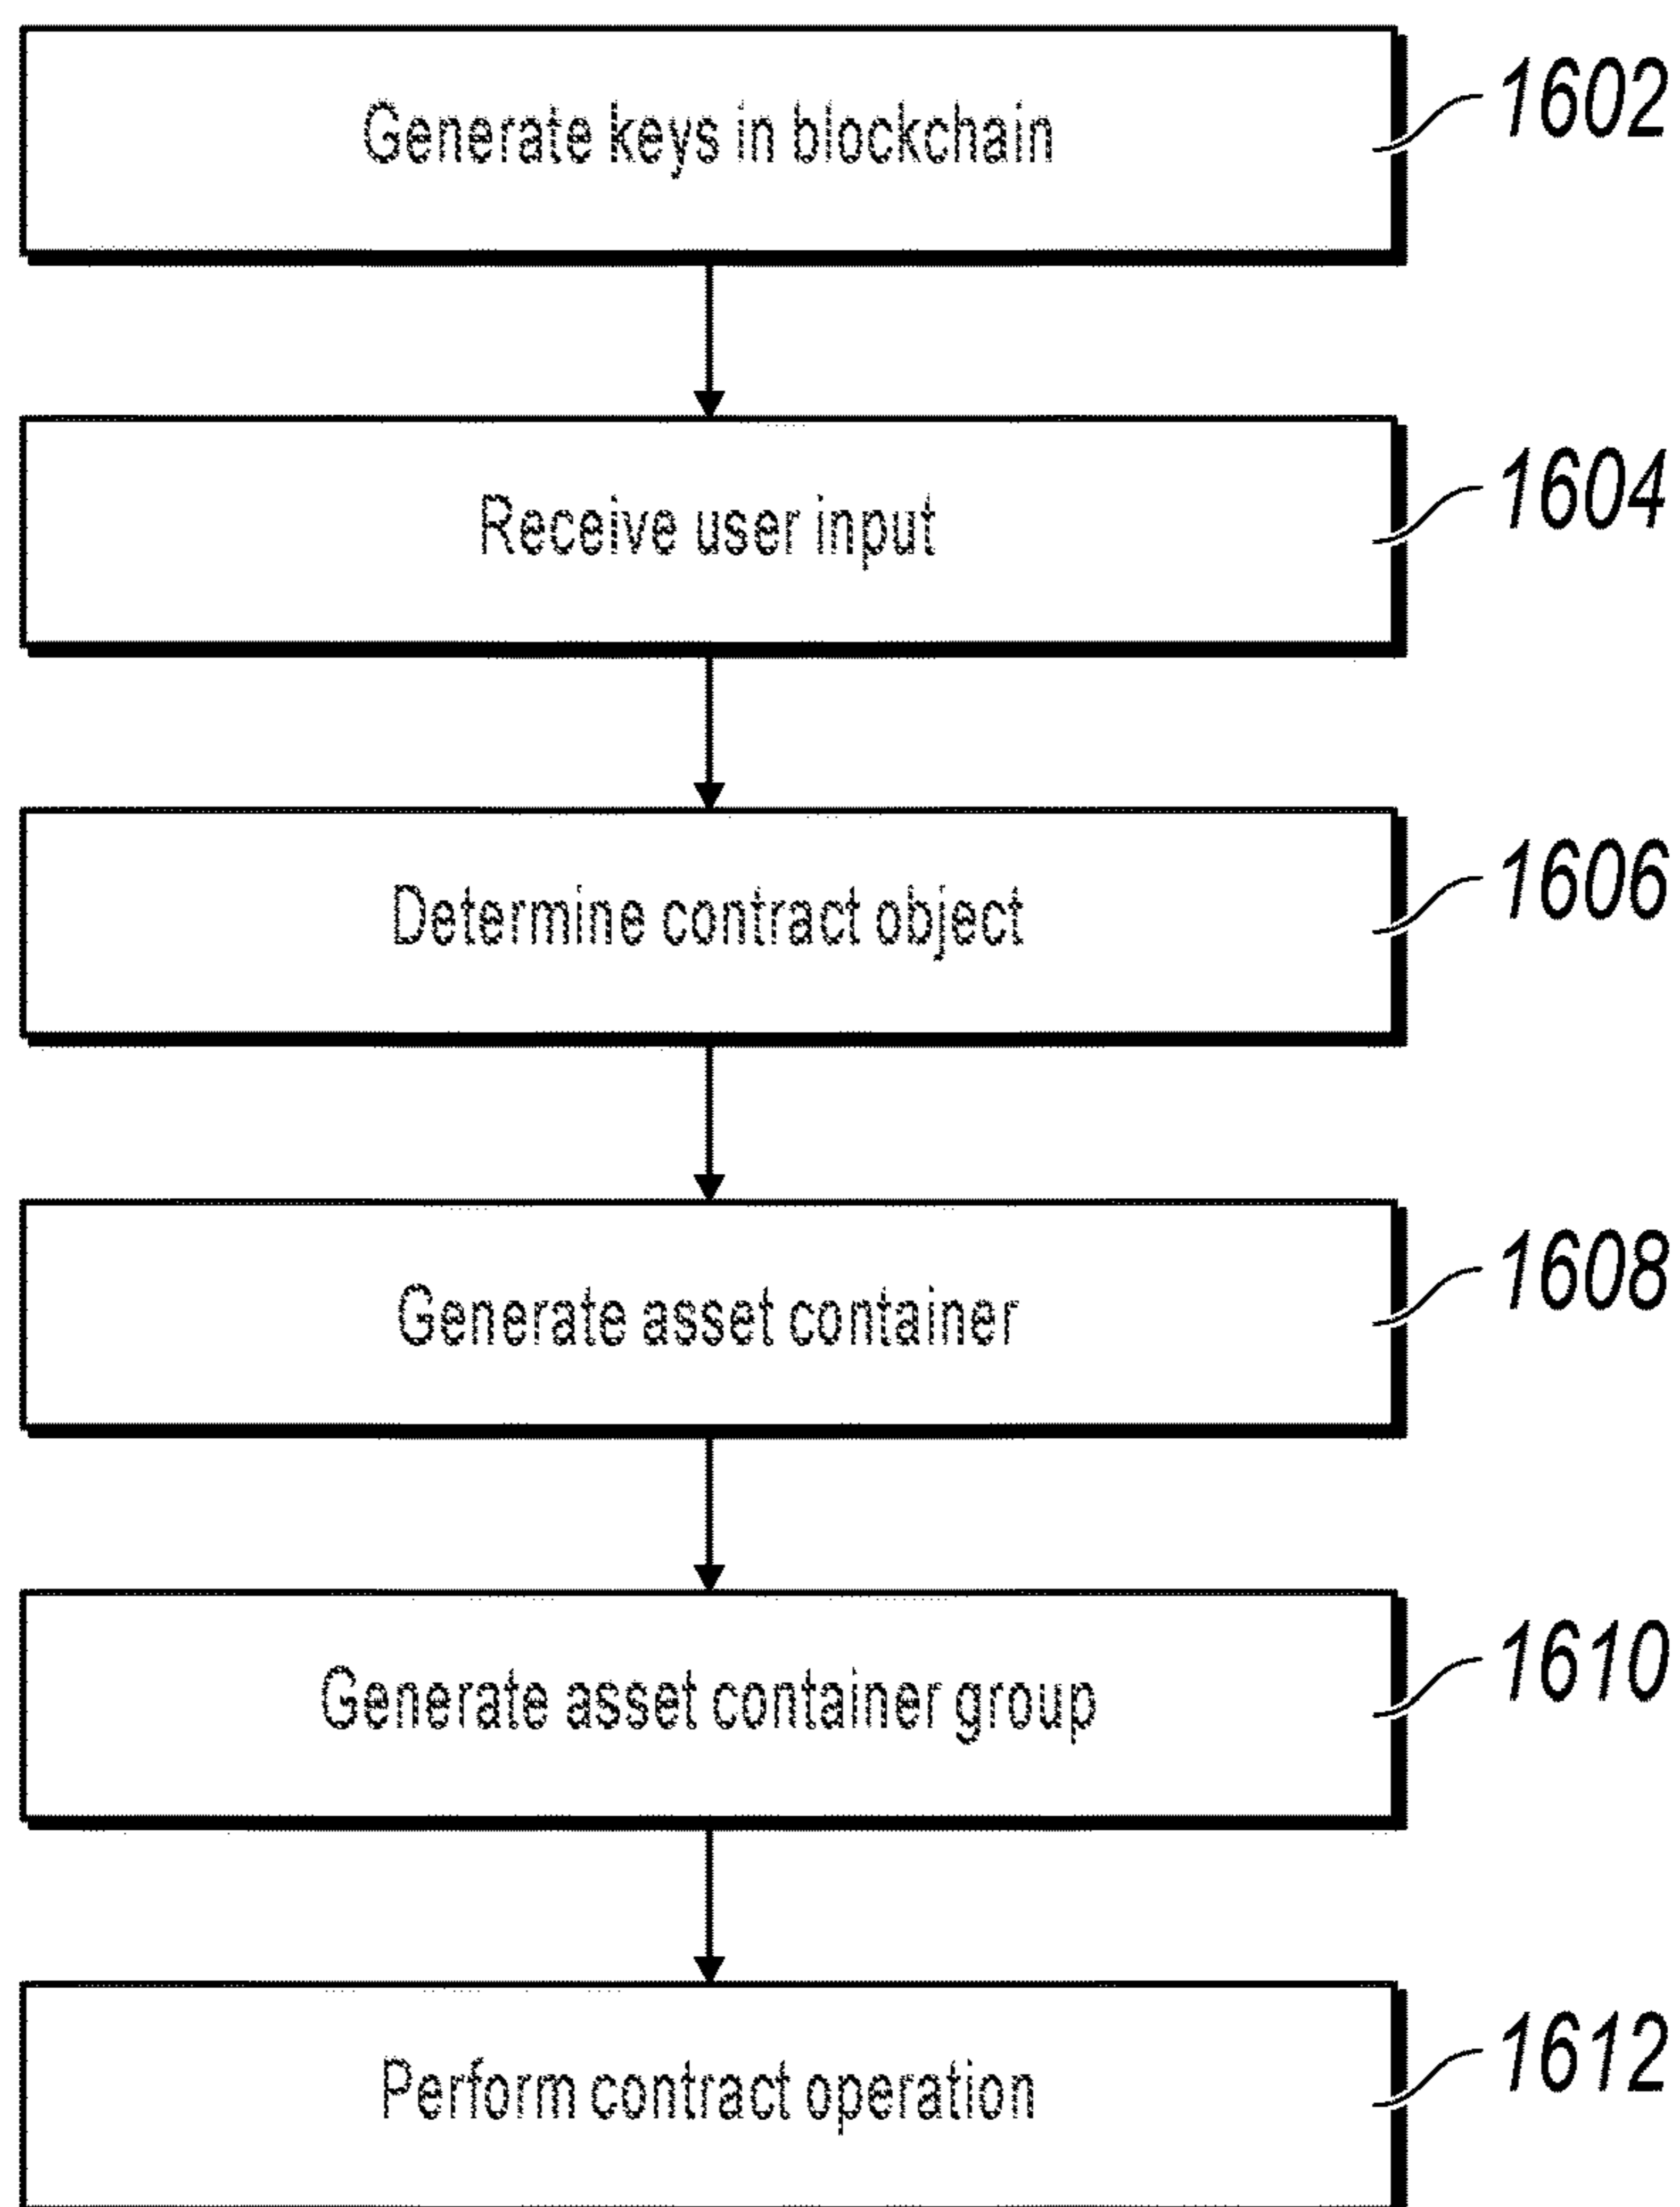 Generate keys in blockchain
1602
Receive user input
1604
Determine contract object
1606
Generate asset container
1608
Generate asset container group
1610
Perform contract operation
1612